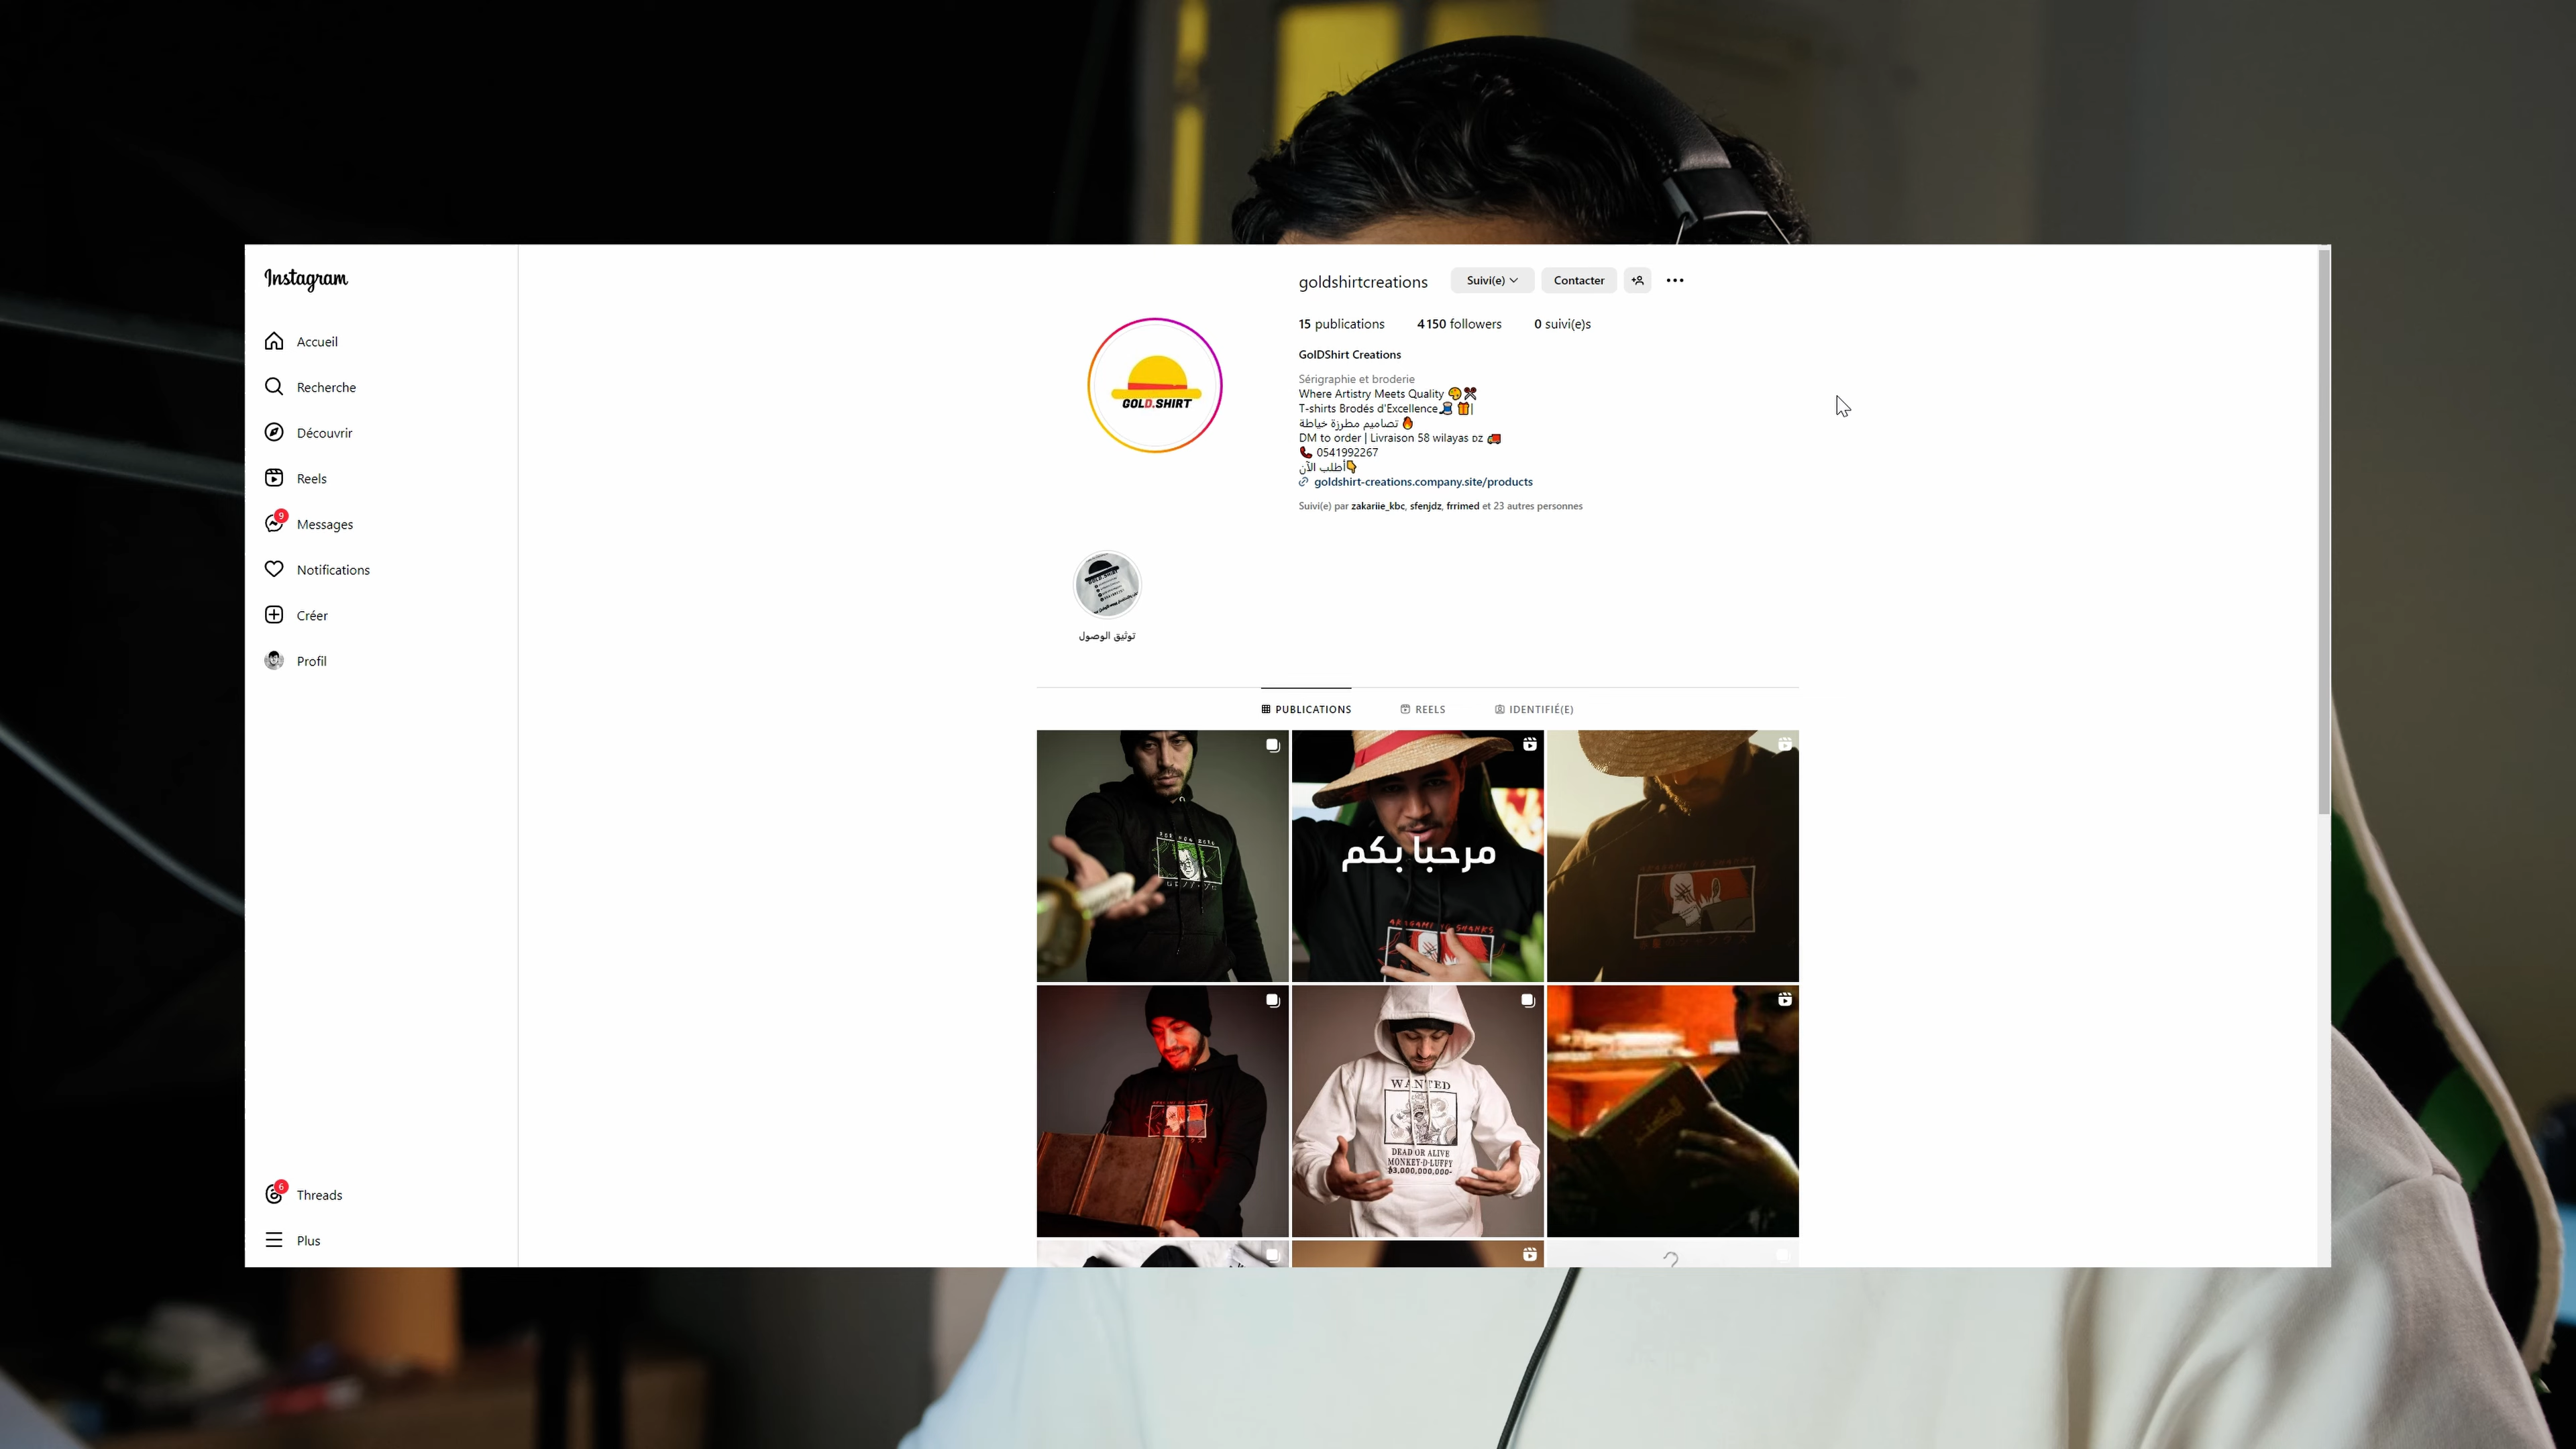 Instagram
Accueil
Recherche
Découvrir
Reels
9
Messages
Notifications
Créer
Profil
6
Threads
Plus
goldshirtcreations
Suivi(e)
Contacter
15 publications
4 150 followers
0 suivi(e)s
GOLD.SHIRT
GolDShirt Creations
Sérigraphie et broderie
Where Artistry Meets Quality 🎨
T-shirts Brodés d'Excellence 🎁|
تصاميم مطرزة خياطة 🔥
DM to order | Livraison 58 wilayas DZ 🚚
📞 0541992267
أطلب الآن👇
goldshirt-creations.company.site/products
Suivi(e) par zakariie_kbc, sfenjdz, frrimed et 23 autres personnes
توثيق الوصول
PUBLICATIONS
REELS
IDENTIFIÉ(E)
مرحبا بكم
WANTED
DEAD OR ALIVE
MONKEY·D·LUFFY
$3,000,000,000-